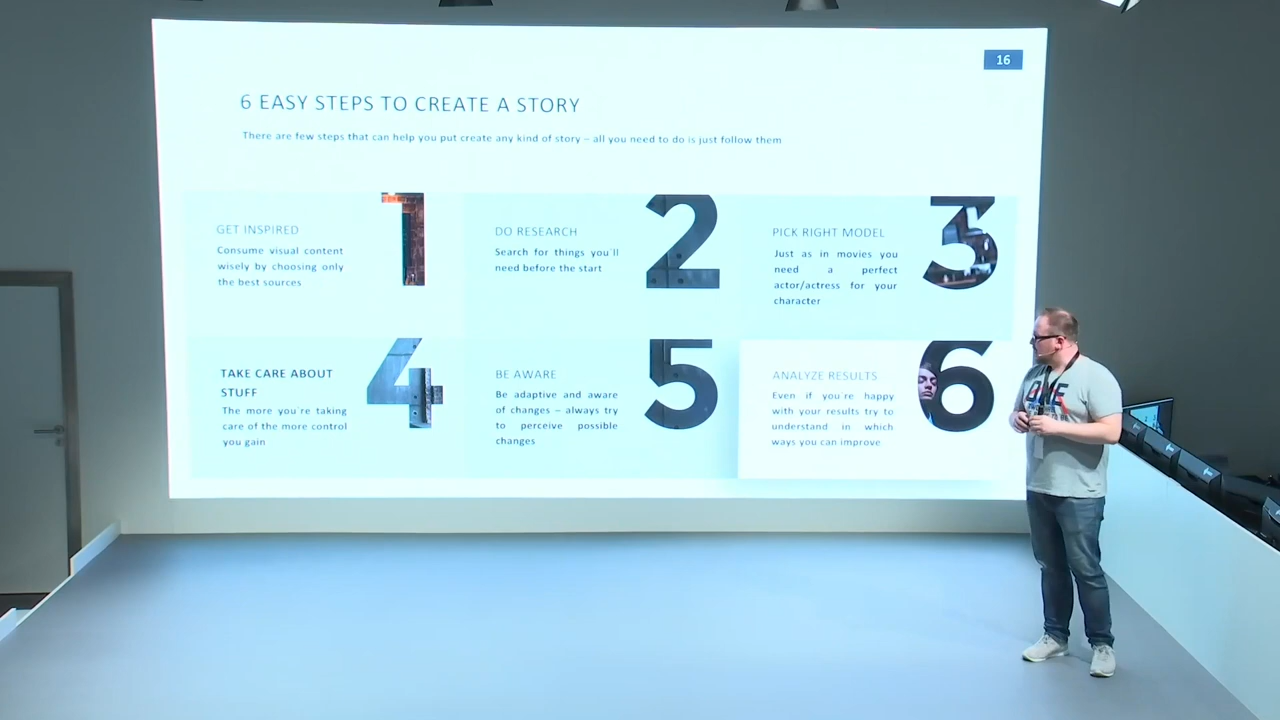 16
6 EASY STEPS TO CREATE A STORY
There are few steps that can help you put create any kind of story – all you need to do is just follow them
1
GET INSPIRED
Consume visual content
wisely by choosing only
the best sources
2
DO RESEARCH
Search for things you'll
need before the start
3
PICK RIGHT MODEL
Just as in movies you
need a perfect
actor/actress for your
character
4
TAKE CARE ABOUT
STUFF
The more you're taking
care of the more control
you gain
5
BE AWARE
Be adaptive and aware
of changes – always try
to perceive possible
changes
6
ANALYZE RESULTS
Even if you're happy
with your results try to
understand in which
ways you can improve